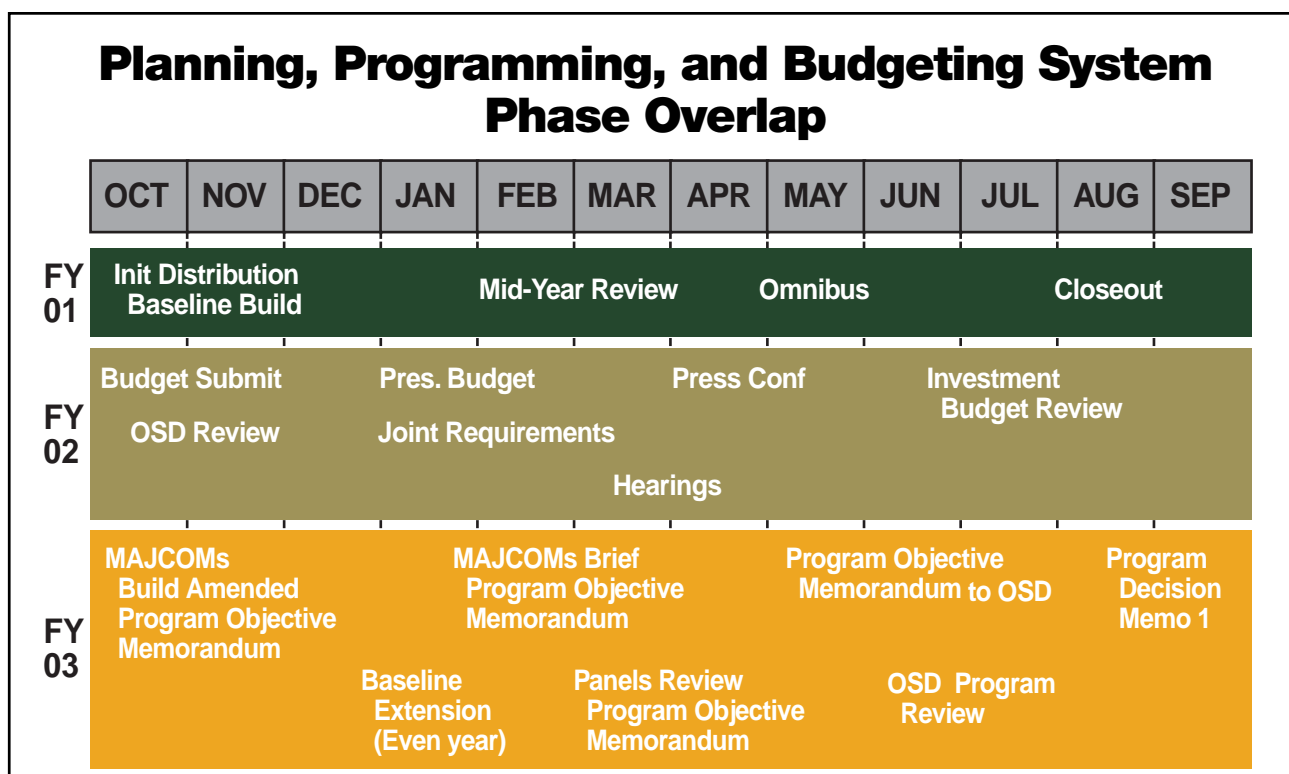 Planning, Programming, and Budgeting System
Phase Overlap
OCT NOV DEC JAN FEB MAR APR MAY JUN JUL AUG SEP
FY
01
Init Distribution
Baseline Build
Mid-Year Review
Omnibus
Closeout
FY
02
Budget Submit
Pres. Budget
Press Conf
Investment
Budget Review
OSD Review
Joint Requirements
Hearings
FY
03
MAJCOMs
Build Amended
Program Objective
Memorandum
MAJCOMs Brief
Program Objective
Memorandum
Program Objective
Memorandum to OSD
Program
Decision
Memo 1
Baseline
Extension
(Even year)
Panels Review
Program Objective
Memorandum
OSD Program
Review